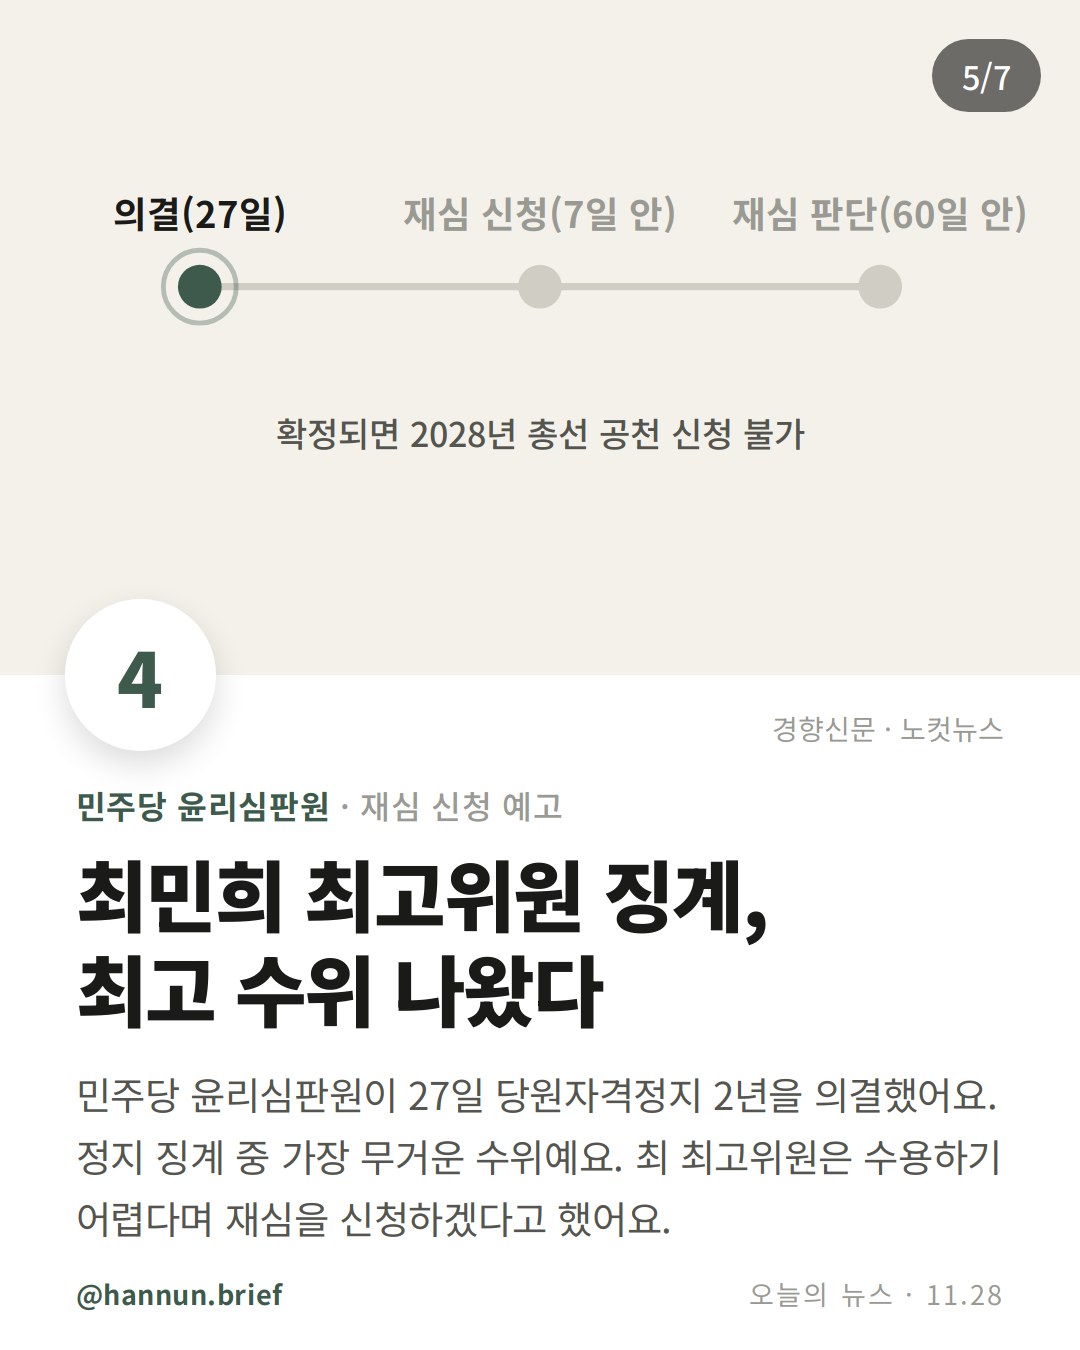 5/7
의결(27일) 재심 신청(7일 안) 재심 판단(60일 안)
확정되면 2028년 총선 공천 신청 불가
4
경향신문 · 노컷뉴스
민주당 윤리심판원 · 재심 신청 예고
최민희 최고위원 징계,
최고 수위 나왔다
민주당 윤리심판원이 27일 당원자격정지 2년을 의결했어요.
정지 징계 중 가장 무거운 수위예요. 최 최고위원은 수용하기
어렵다며 재심을 신청하겠다고 했어요.
@hannun.brief
오늘의 뉴스 · 11.28